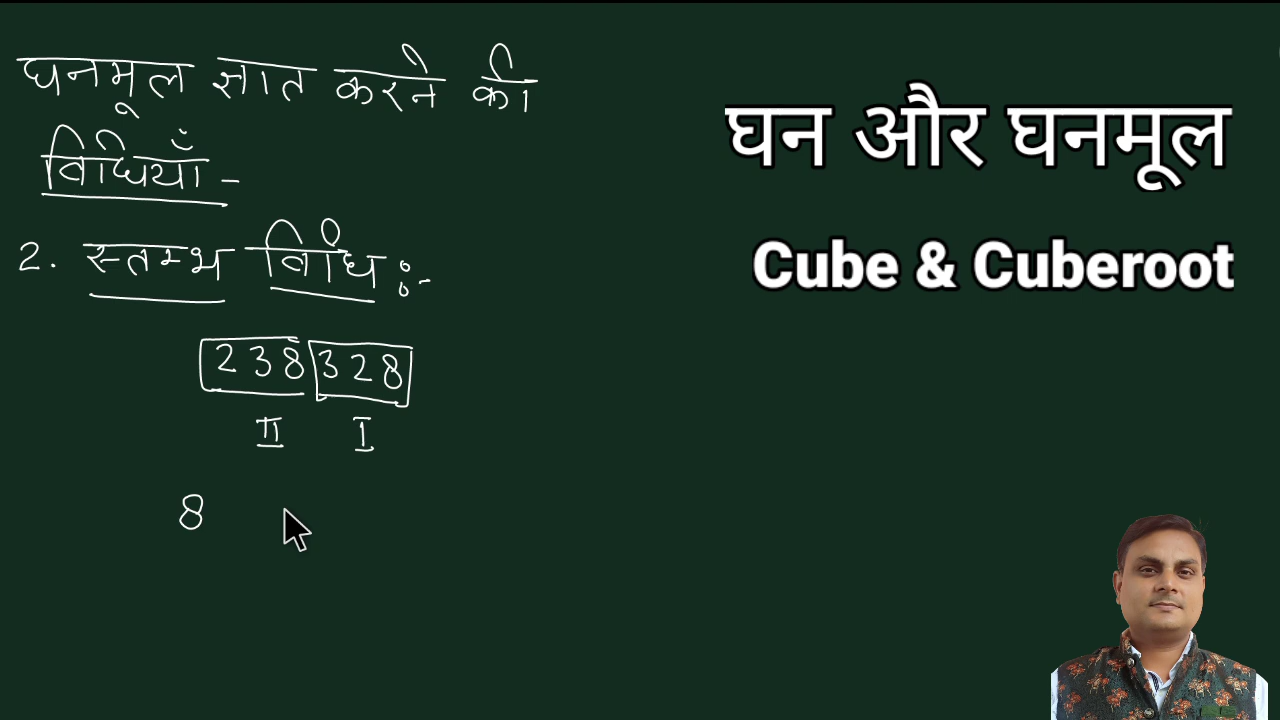 घनमूल ज्ञात करने की
विधियाँ -
2. स्तम्भ विधि :-
238 328
II I
8
घन और घनमूल
Cube & Cuberoot